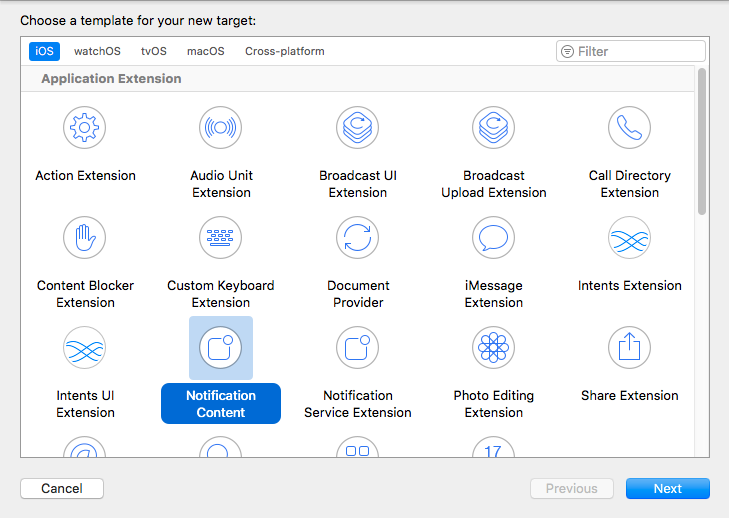 Choose a template for your new target:
iOS watchOS tvOS macOS Cross-platform Filter
Application Extension
Action Extension
Audio Unit
Extension
Broadcast UI
Extension
Broadcast
Upload Extension
Call Directory
Extension
Content Blocker
Extension
Custom Keyboard
Extension
Document
Provider
iMessage
Extension
Intents Extension
Intents UI
Extension
Notification
Content
Notification
Service Extension
Photo Editing
Extension
Share Extension
@
17
Cancel Previous Next